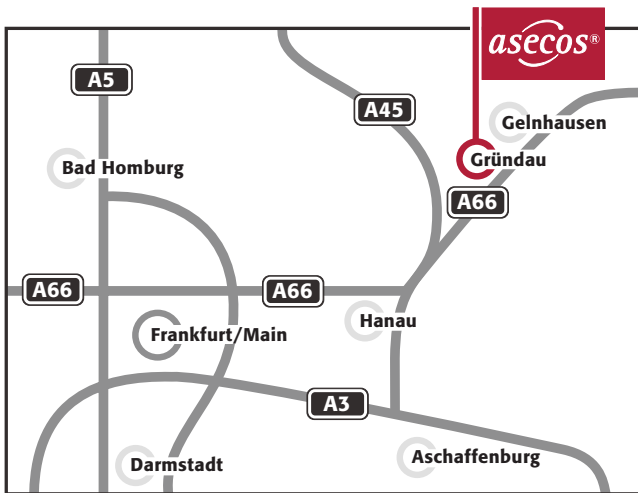 asecos®
A5
A45
Gelnhausen
Bad Homburg
Gründau
A66
A66
A66
Frankfurt/Main
Hanau
A3
Darmstadt
Aschaffenburg